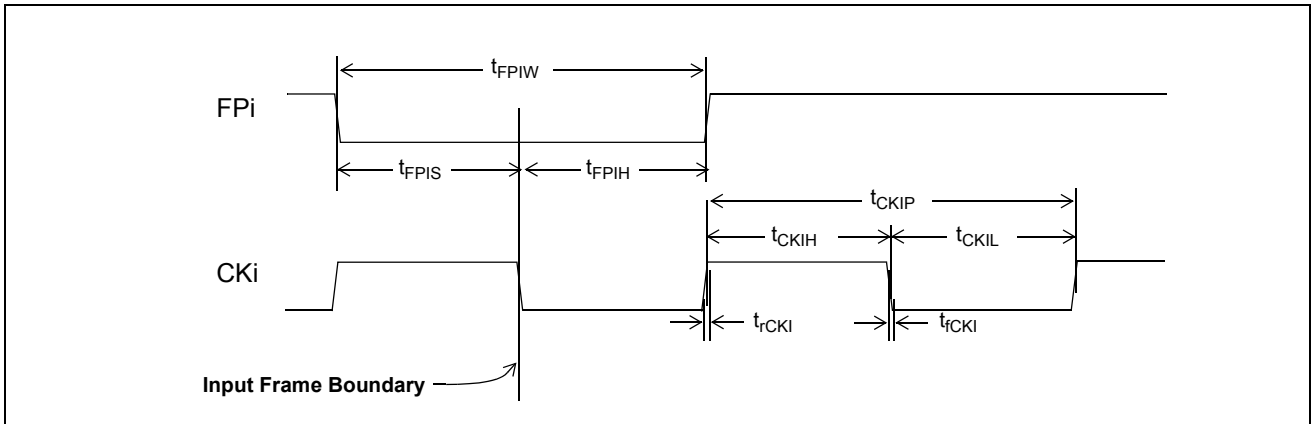 tFPIW
FPi
tFPIS
tFPIH
tCKIP
tCKIH
tCKIL
CKi
trCKI
tfCKI
Input Frame Boundary